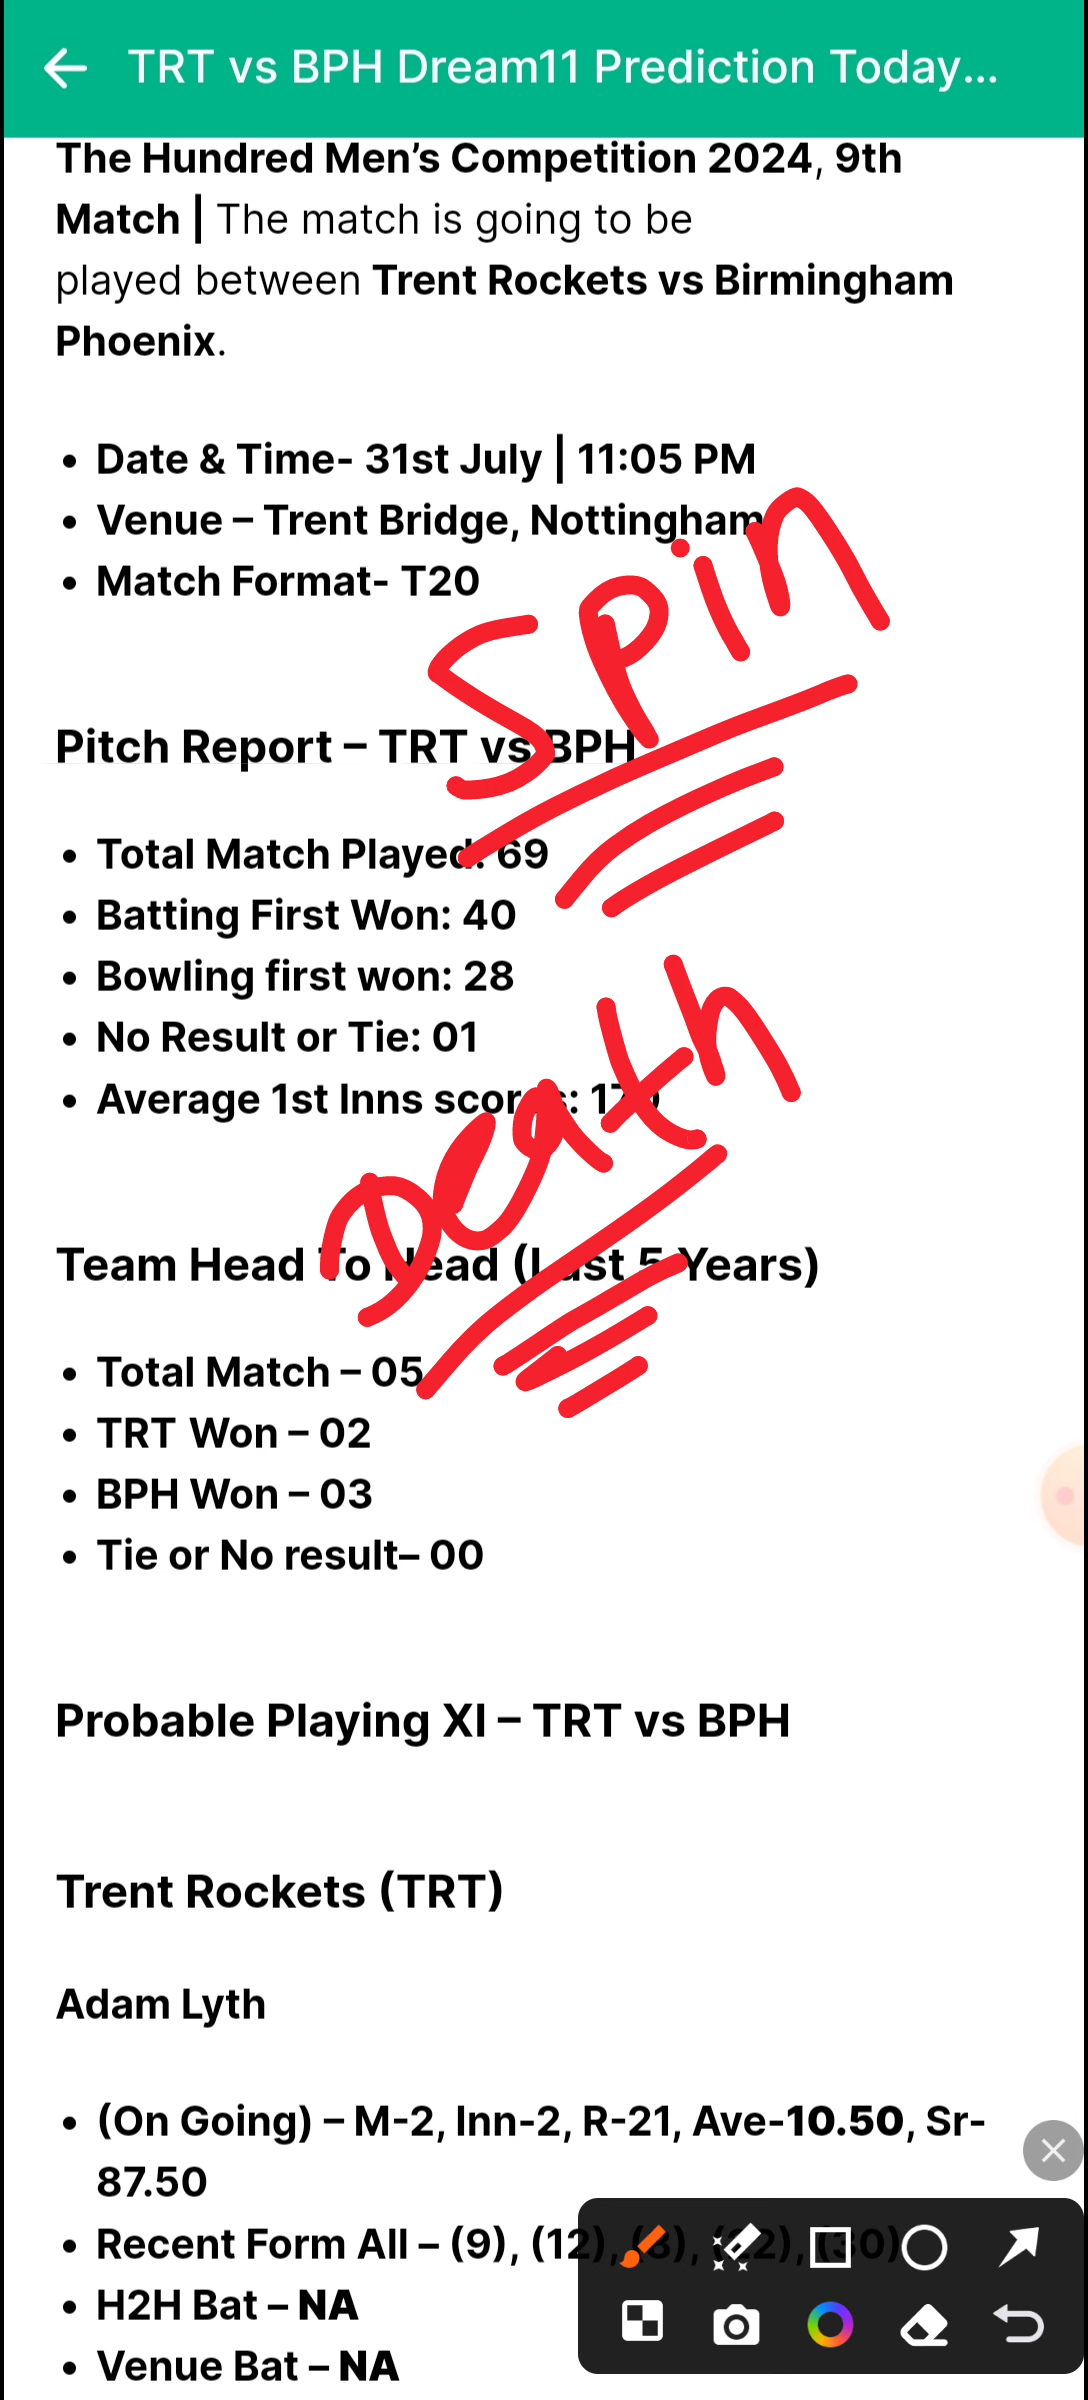 TRT vs BPH Dream11 Prediction Today...
The Hundred Men's Competition 2024, 9th
Match | The match is going to be
played between Trent Rockets vs Birmingham
Phoenix.
• Date & Time- 31st July | 11:05 PM
• Venue – Trent Bridge, Nottingham
• Match Format- T20
Spin
Pitch Report – TRT vs BPH
• Total Match Played: 69
• Batting First Won: 40
• Bowling first won: 28
• No Result or Tie: 01
• Average 1st Inns
Death
Team Head To Head (Last 5 Years)
• Total Match – 05
• TRT Won – 02
• BPH Won – 03
• Tie or No result– 00
Probable Playing XI – TRT vs BPH
Trent Rockets (TRT)
Adam Lyth
• (On Going) – M-2, Inn-2, R-21, Ave-10.50, Sr-
87.50
• Recent Form All – (9), (12),
• H2H Bat – NA
• Venue Bat – NA